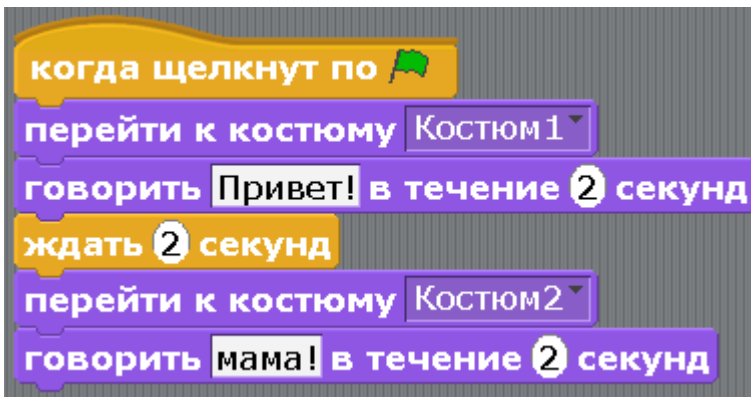 когда щелкнут по
перейти к костюму Костюм1
говорить Привет! в течение 2 секунд
ждать 2 секунд
перейти к костюму Костюм2
говорить мама! в течение 2 секунд